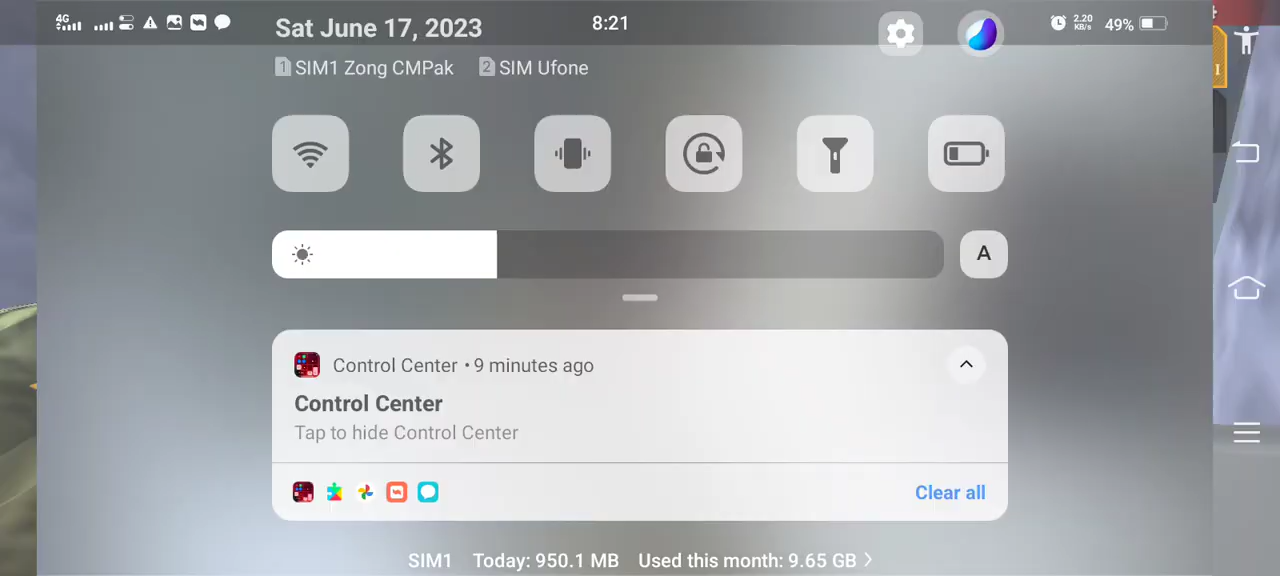 4G
Sat June 17, 2023
8:21
2.20
KB/s
49%
1 SIM1 Zong CMPak
2 SIM Ufone
A
Control Center • 9 minutes ago
Control Center
Tap to hide Control Center
Clear all
SIM1 Today: 950.1 MB Used this month: 9.65 GB